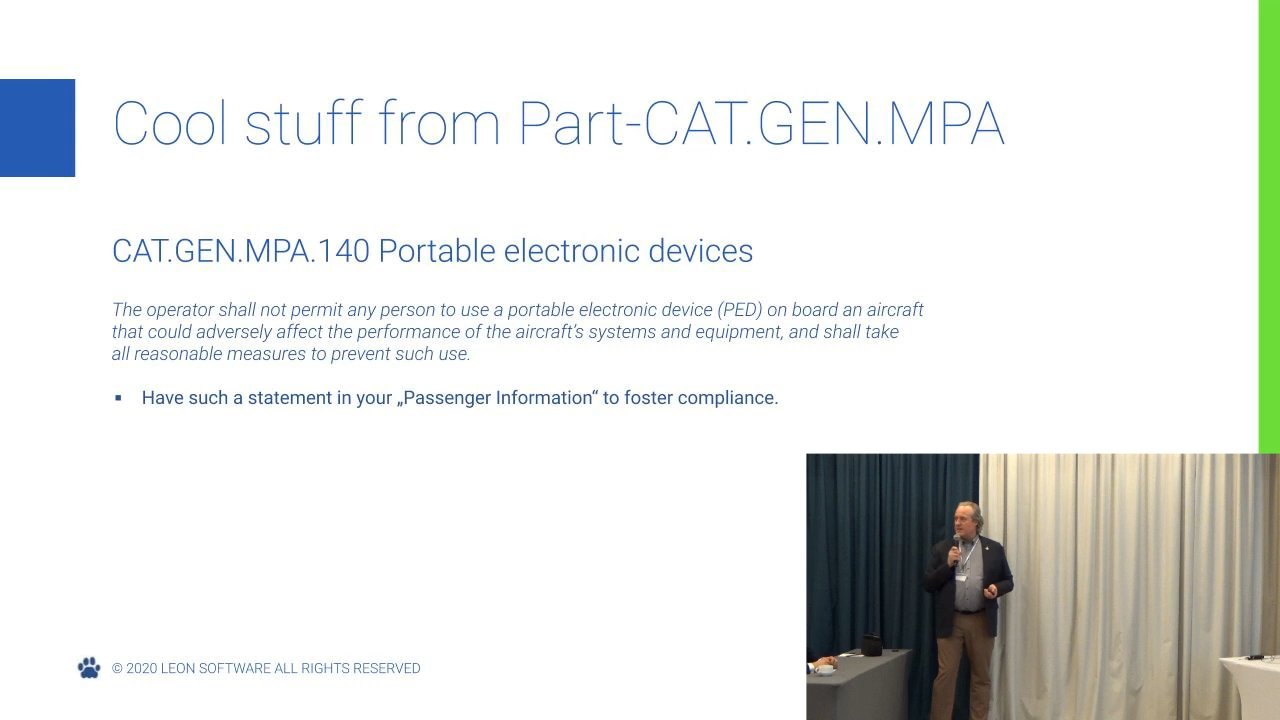 Cool stuff from Part-CAT.GEN.MPA
CAT.GEN.MPA.140 Portable electronic devices
The operator shall not permit any person to use a portable electronic device (PED) on board an aircraft
that could adversely affect the performance of the aircraft's systems and equipment, and shall take
all reasonable measures to prevent such use.
▪ Have such a statement in your „Passenger Information“ to foster compliance.
© 2020 LEON SOFTWARE ALL RIGHTS RESERVED